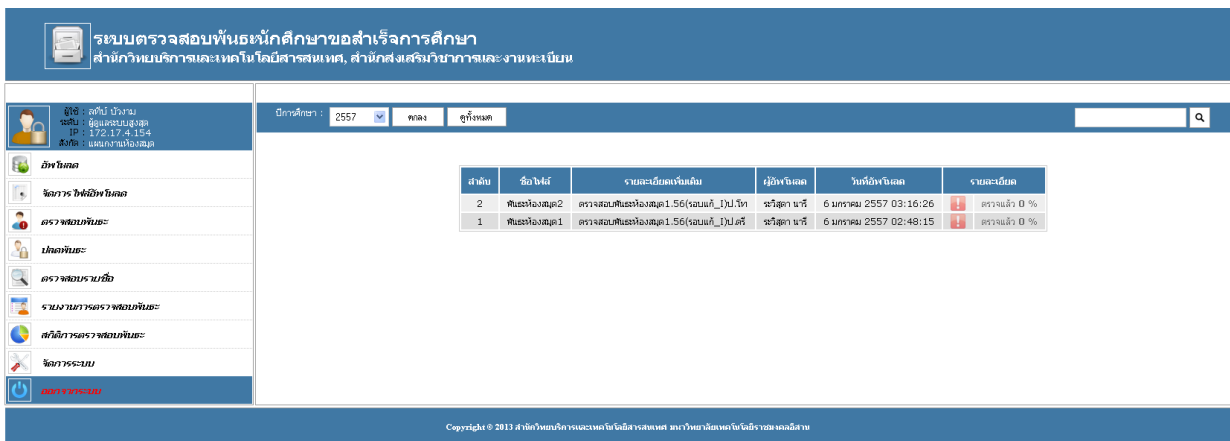 ระบบตรวจสอบพันธะนักศึกษาขอสำเร็จการศึกษา
สำนักวิทยบริการและเทคโนโลยีสารสนเทศ, สำนักส่งเสริมวิชาการและงานทะเบียน
ผู้ใช้ : ลทีป์ บัวงาม
ระดับ : ผู้ดูแลระบบสูงสุด
IP : 172.17.4.154
สังกัด : แผนกงานห้องสมุด
ปีการศึกษา : 2557 ตกลง ดูทั้งหมด
อัพโหลด
จัดการไฟล์อัพโหลด
ตรวจสอบพันธะ
ปลดพันธะ
ตรวจสอบรายชื่อ
รายงานการตรวจสอบพันธะ
สถิติการตรวจสอบพันธะ
จัดการระบบ
ออกจากระบบ
ลำดับ ชื่อไฟล์ รายละเอียดเพิ่มเติม ผู้อัพโหลด วันที่อัพโหลด รายละเอียด
2 พันธะห้องสมุด2 ตรวจสอบพันธะห้องสมุด1.56(รอบแก้_I)ป.โท ระวิสุดา นารี 6 มกราคม 2557 03:16:26 ตรวจแล้ว 0 %
1 พันธะห้องสมุด1 ตรวจสอบพันธะห้องสมุด1.56(รอบแก้_I)ป.ตรี ระวิสุดา นารี 6 มกราคม 2557 02:48:15 ตรวจแล้ว 0 %
Copyright © 2013 สำนักวิทยบริการและเทคโนโลยีสารสนเทศ มหาวิทยาลัยเทคโนโลยีราชมงคลอีสาน